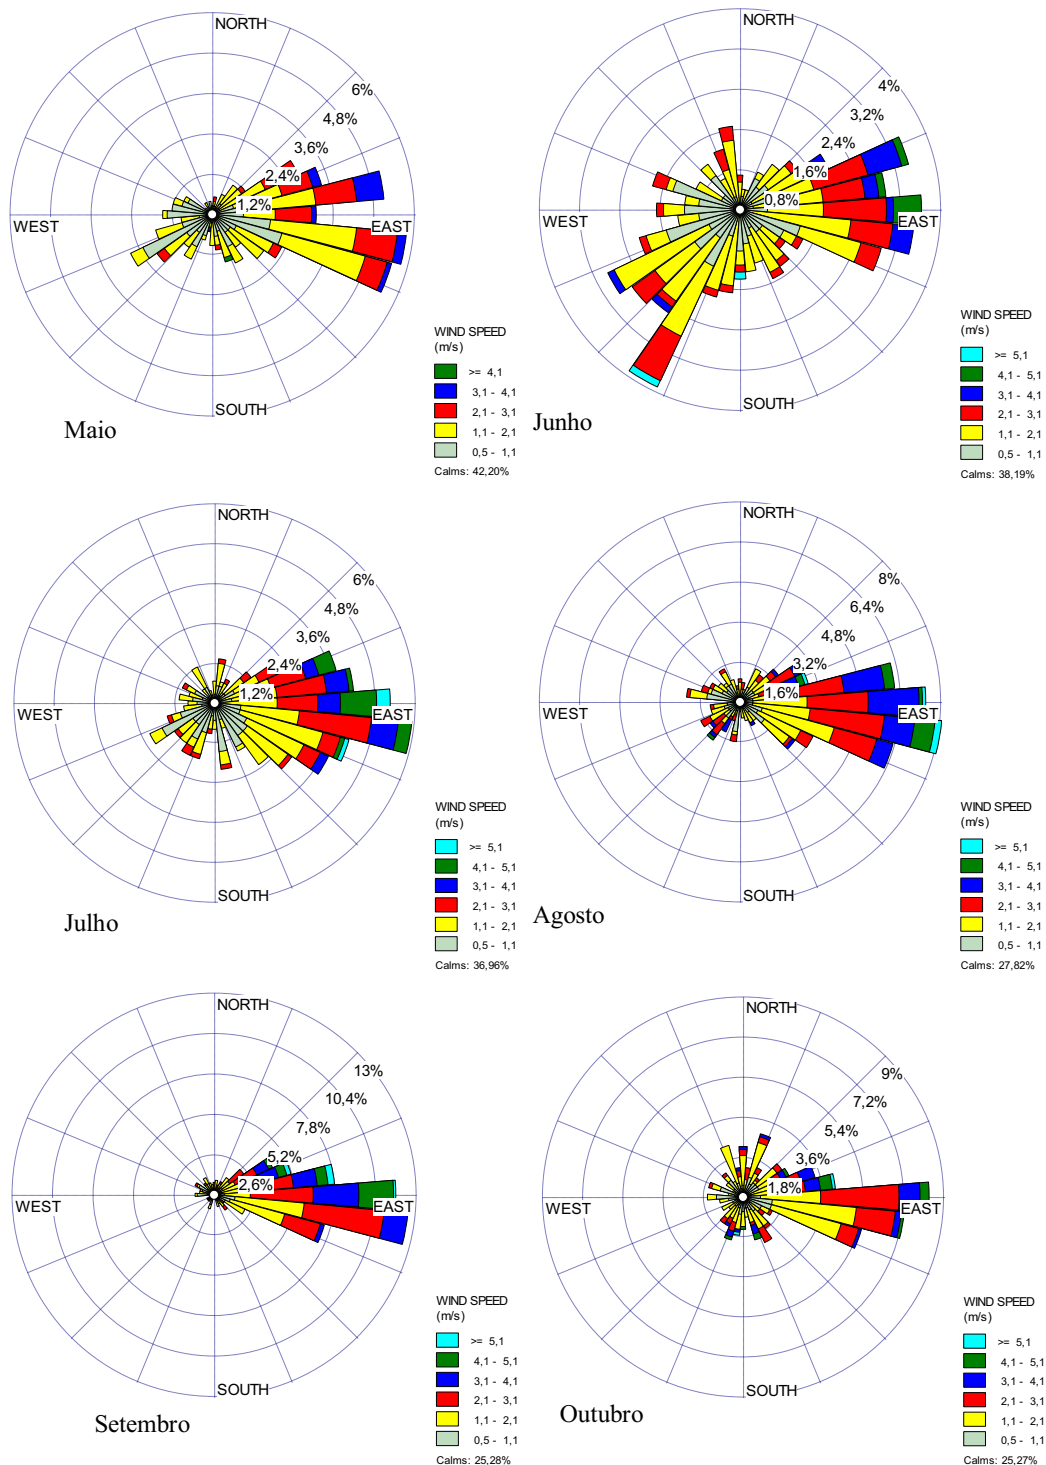 NORTH
6%
4,8%
3,6%
2,4%
1,2%
WEST
EAST
SOUTH
WIND SPEED
(m/s)
>= 4,1
3,1 - 4,1
2,1 - 3,1
1,1 - 2,1
0,5 - 1,1
Calms: 42,20%
Maio
NORTH
4%
3,2%
2,4%
1,6%
0,8%
WEST
EAST
SOUTH
WIND SPEED
(m/s)
>= 5,1
4,1 - 5,1
3,1 - 4,1
2,1 - 3,1
1,1 - 2,1
0,5 - 1,1
Calms: 38,19%
Junho
NORTH
6%
4,8%
3,6%
2,4%
1,2%
WEST
EAST
SOUTH
WIND SPEED
(m/s)
>= 5,1
4,1 - 5,1
3,1 - 4,1
2,1 - 3,1
1,1 - 2,1
0,5 - 1,1
Calms: 36,96%
Julho
NORTH
8%
6,4%
4,8%
3,2%
1,6%
WEST
EAST
SOUTH
WIND SPEED
(m/s)
>= 5,1
4,1 - 5,1
3,1 - 4,1
2,1 - 3,1
1,1 - 2,1
0,5 - 1,1
Calms: 27,82%
Agosto
NORTH
13%
10,4%
7,8%
5,2%
2,6%
WEST
EAST
SOUTH
WIND SPEED
(m/s)
>= 5,1
4,1 - 5,1
3,1 - 4,1
2,1 - 3,1
1,1 - 2,1
0,5 - 1,1
Calms: 25,28%
Setembro
NORTH
9%
7,2%
5,4%
3,6%
1,8%
WEST
EAST
SOUTH
WIND SPEED
(m/s)
>= 5,1
4,1 - 5,1
3,1 - 4,1
2,1 - 3,1
1,1 - 2,1
0,5 - 1,1
Calms: 25,27%
Outubro